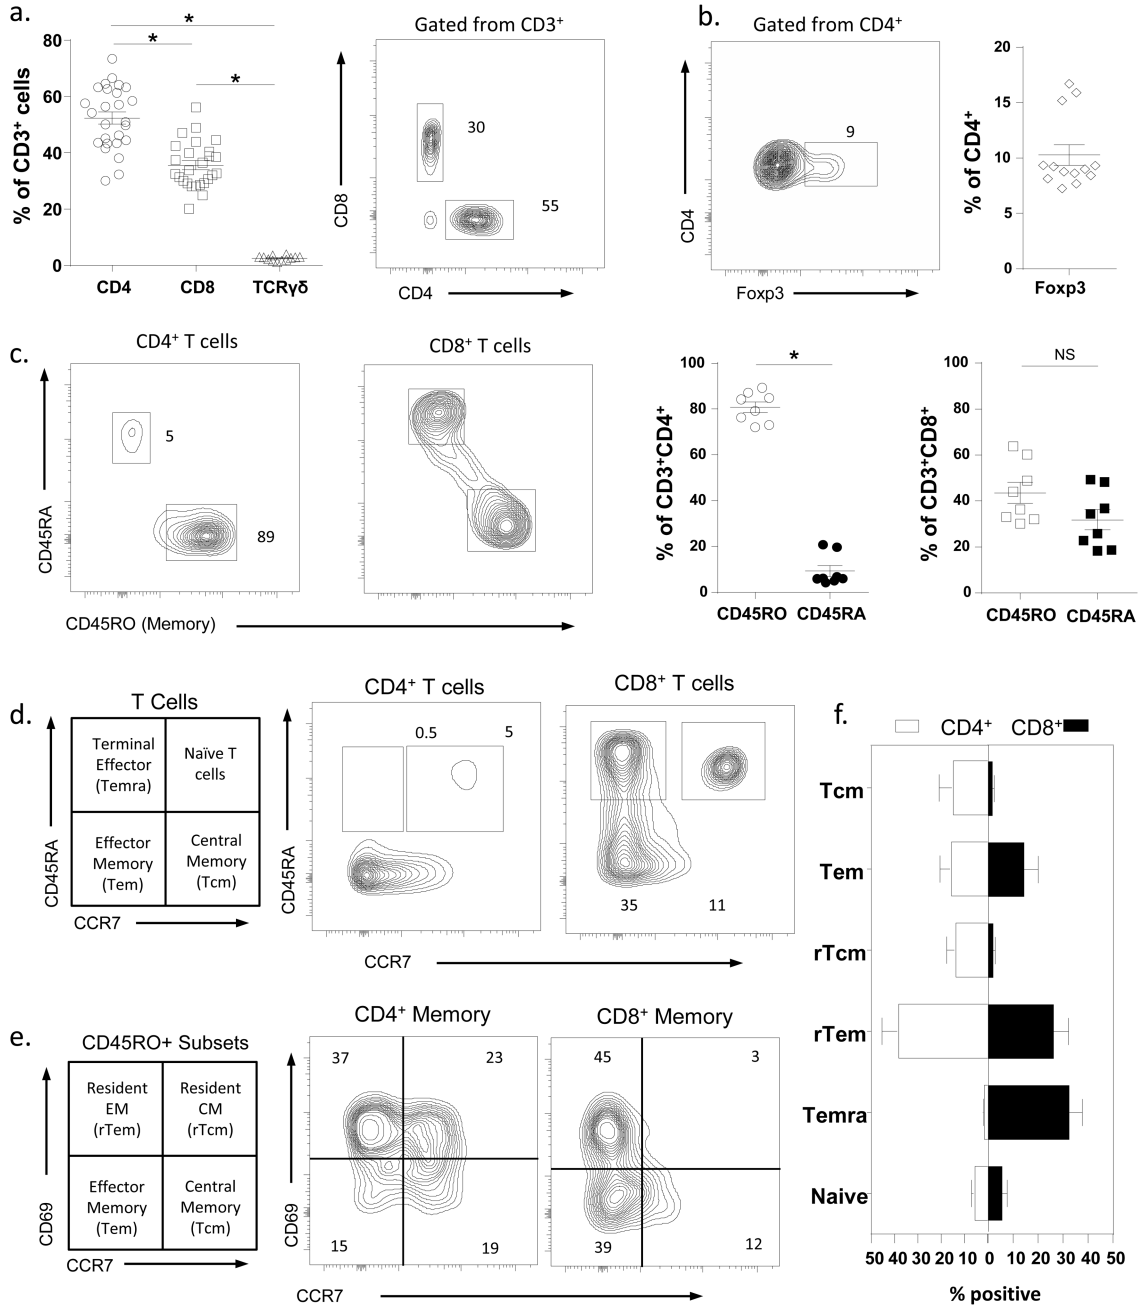 a.
% of CD3⁺ cells
80
60
40
20
0
*
*
*
CD4
CD8
TCRγδ
Gated from CD3⁺
CD8
30
55
CD4
b.
Gated from CD4⁺
CD4
9
Foxp3
% of CD4⁺
20
15
10
5
0
Foxp3
c.
CD4⁺ T cells
CD8⁺ T cells
CD45RA
5
89
CD45RO (Memory)
% of CD3⁺CD4⁺
100
80
60
40
20
0
*
CD45RO
CD45RA
% of CD3⁺CD8⁺
100
80
60
40
20
0
NS
CD45RO
CD45RA
d.
T Cells
Terminal
Effector
(Temra)
Naïve T
cells
Effector
Memory
(Tem)
Central
Memory
(Tcm)
CD45RA
CCR7
CD4⁺ T cells
CD8⁺ T cells
CD45RA
0.5
5
35
11
CCR7
e.
CD45RO+ Subsets
Resident
EM
(rTem)
Resident
CM
(rTcm)
Effector
Memory
(Tem)
Central
Memory
(Tcm)
CD69
CCR7
CD4⁺ Memory
CD8⁺ Memory
CD69
37
23
15
19
45
3
39
12
CCR7
f.
CD4⁺
CD8⁺
Tcm
Tem
rTcm
rTem
Temra
Naive
50 40 30 20 10 0 10 20 30 40 50
% positive